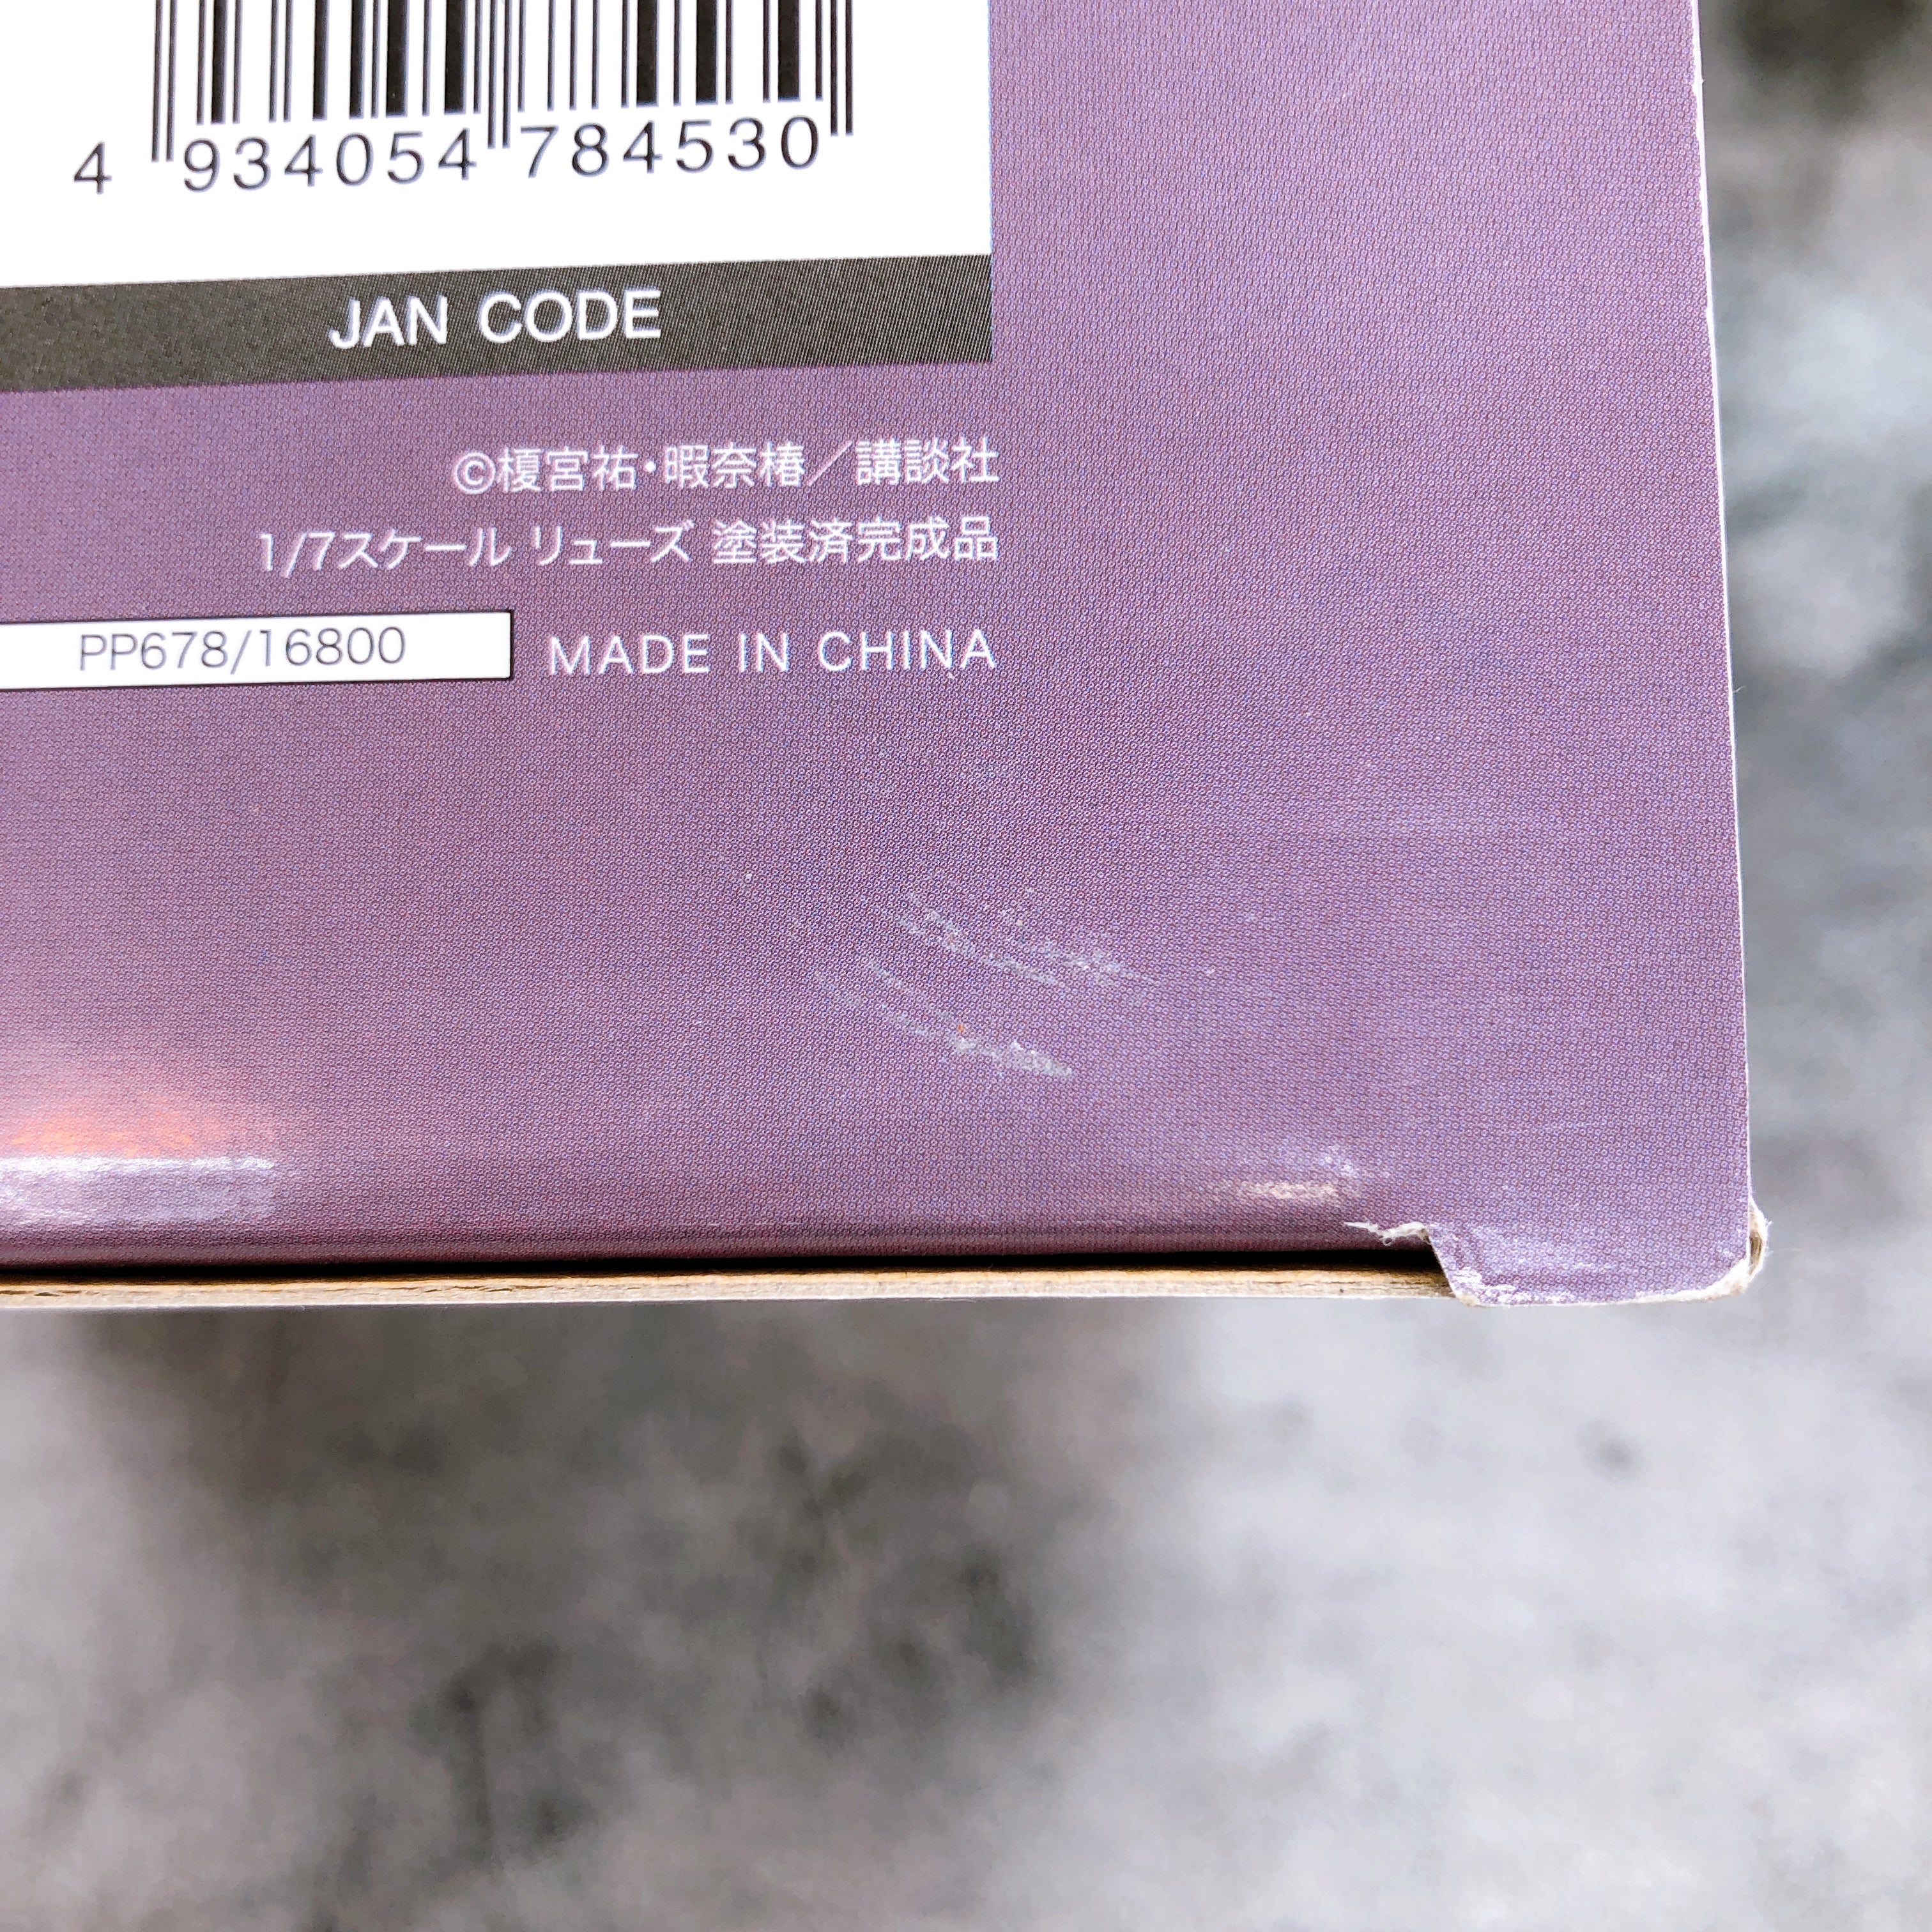 4 934054 784530
JAN CODE
©榎宮祐・暇奈椿／講談社
1/7スケール リューズ 塗装済完成品
PP678/16800 MADE IN CHINA